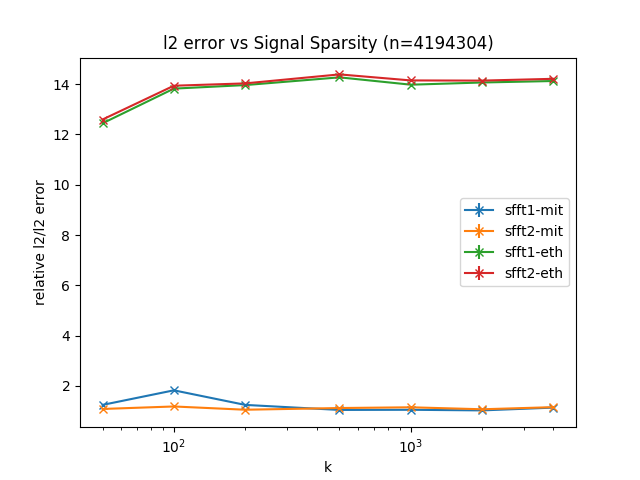 l2 error vs Signal Sparsity (n=4194304)
14
12
10
8
6
4
2
relative l2/l2 error
sfft1-mit
sfft2-mit
sfft1-eth
sfft2-eth
10²
10³
k